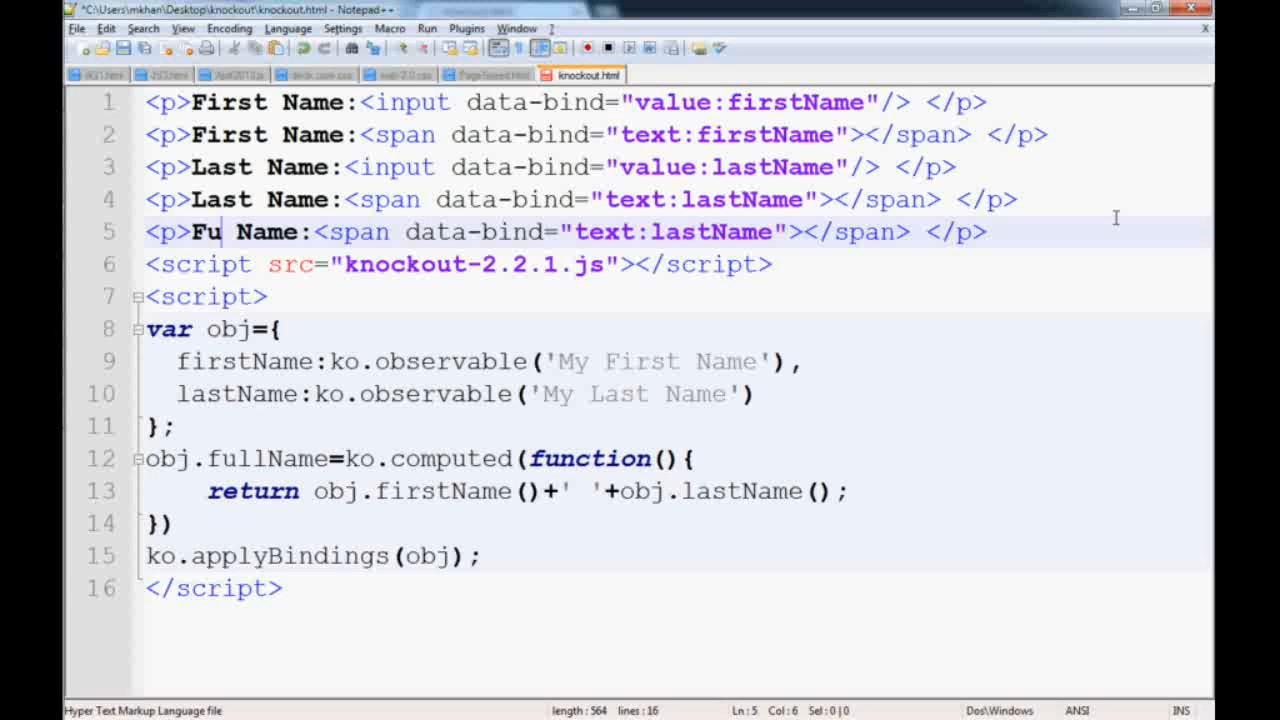 *C:\Users\mkhan\Desktop\knockout\knockout.html - Notepad++
File Edit Search View Encoding Language Settings Macro Run Plugins Window ? X
knockout.html
1 <p>First Name:<input data-bind="value:firstName"/> </p>
2 <p>First Name:<span data-bind="text:firstName"></span> </p>
3 <p>Last Name:<input data-bind="value:lastName"/> </p>
4 <p>Last Name:<span data-bind="text:lastName"></span> </p>
5 <p>Fu Name:<span data-bind="text:lastName"></span> </p>
6 <script src="knockout-2.2.1.js"></script>
7 <script>
8 var obj={
9 firstName:ko.observable('My First Name'),
10 lastName:ko.observable('My Last Name')
11 };
12 obj.fullName=ko.computed(function(){
13 return obj.firstName()+' '+obj.lastName();
14 })
15 ko.applyBindings(obj);
16 </script>
Hyper Text Markup Language file length : 564 lines : 16 Ln : 5 Col : 6 Sel : 0 | 0 Dos\Windows ANSI INS